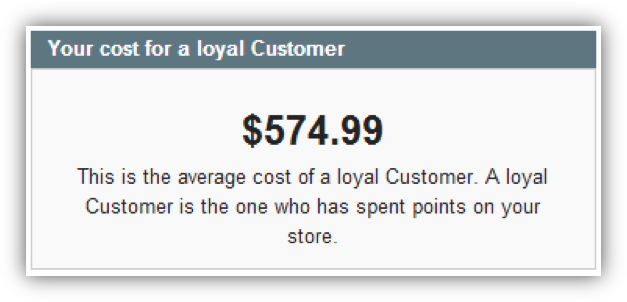 Your cost for a loyal Customer
$574.99
This is the average cost of a loyal Customer. A loyal
Customer is the one who has spent points on your
store.